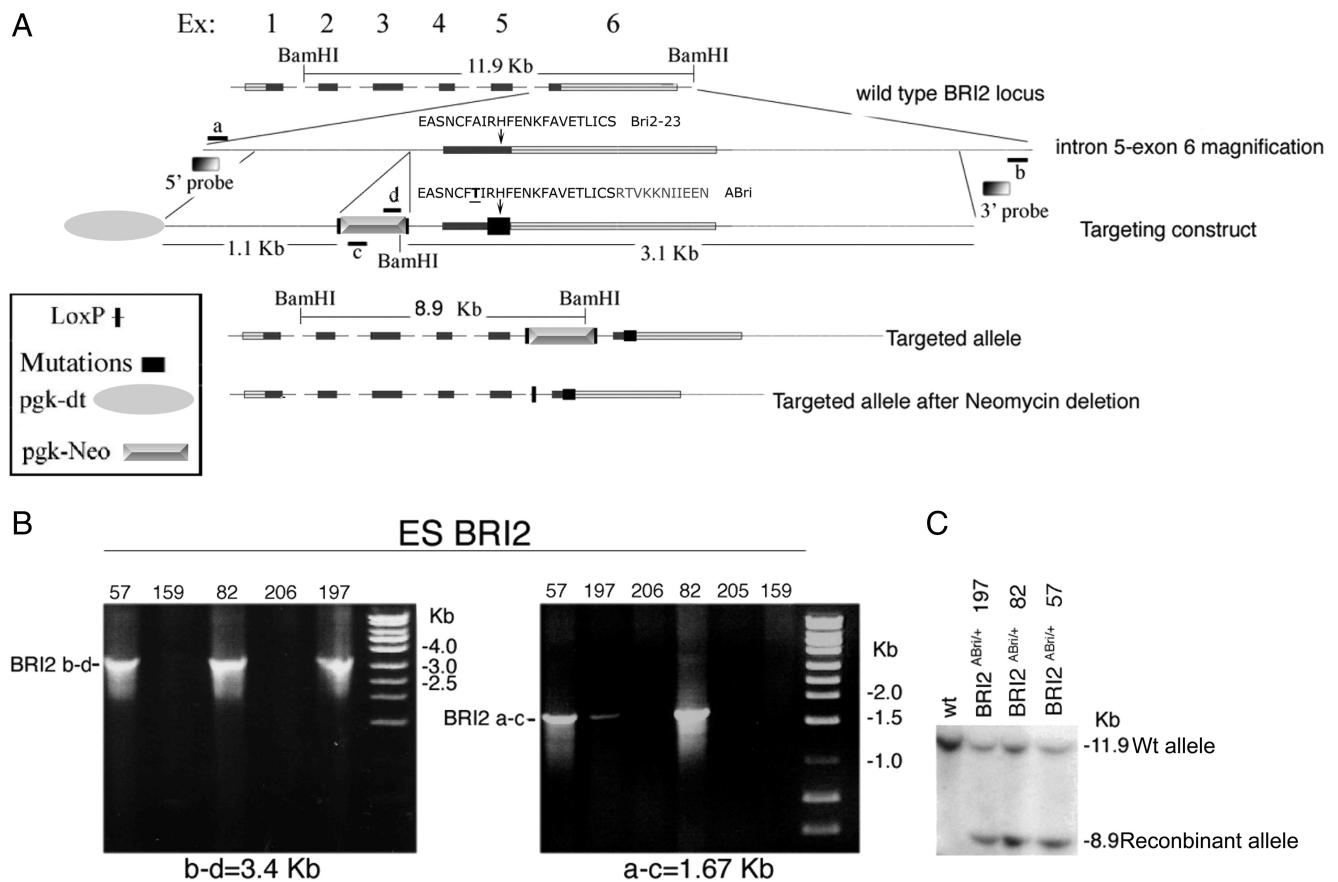 A
Ex: 1 2 3 4 5 6
BamHI 11.9 Kb BamHI
wild type BRI2 locus
a
EASNCFAIRHFENKFAVETLICS Bri2-23
intron 5-exon 6 magnification
5' probe
b
d
EASNCFTIRHFENKFAVETLICSRTVKKNIIEEN ABri
3' probe
Targeting construct
1.1 Kb
c
BamHI
3.1 Kb
LoxP
Mutations
pgk-dt
pgk-Neo
BamHI 8.9 Kb BamHI
Targeted allele
Targeted allele after Neomycin deletion
B
ES BRI2
57 159 82 206 197
Kb
-4.0
-3.0
-2.5
BRI2 b-d-
b-d=3.4 Kb
57 197 206 82 205 159
Kb
-2.0
-1.5
-1.0
BRI2 a-c-
a-c=1.67 Kb
C
wt
BRI2 ABri/+ 197
BRI2 ABri/+ 82
BRI2 ABri/+ 57
Kb
-11.9 Wt allele
-8.9 Recombinant allele